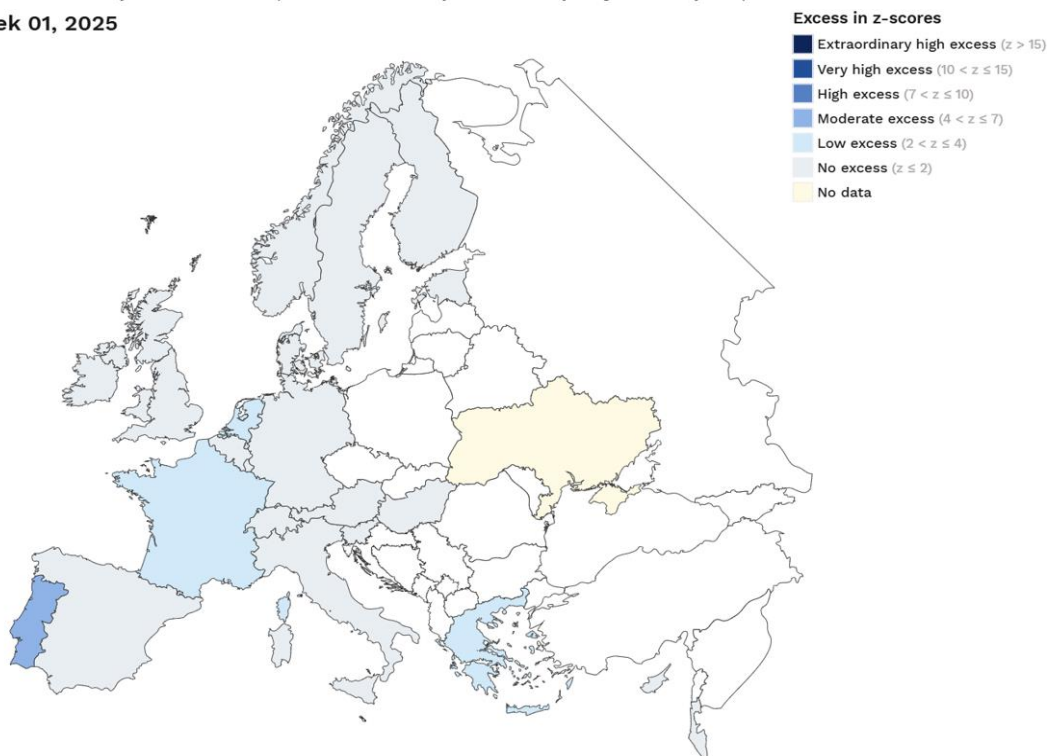 ek 01, 2025
Excess in z-scores
Extraordinary high excess (z > 15)
Very high excess (10 < z ≤ 15)
High excess (7 < z ≤ 10)
Moderate excess (4 < z ≤ 7)
Low excess (2 < z ≤ 4)
No excess (z ≤ 2)
No data